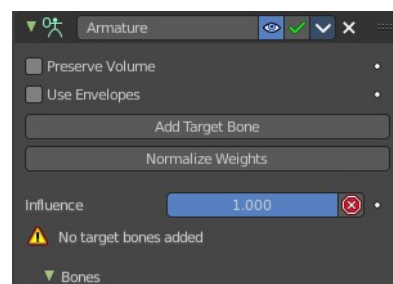 Armature
Preserve Volume
Use Envelopes
Add Target Bone
Normalize Weights
Influence 1.000
No target bones added
Bones